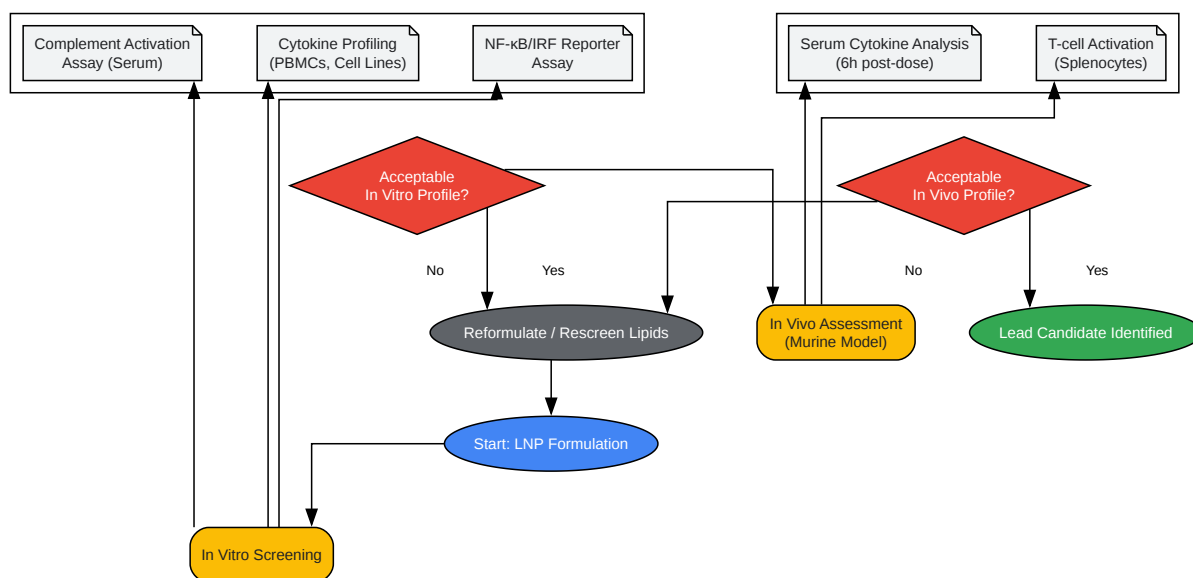 Complement Activation
Assay (Serum)
Cytokine Profiling
(PBMCs, Cell Lines)
NF-κB/IRF Reporter
Assay
Serum Cytokine Analysis
(6h post-dose)
T-cell Activation
(Splenocytes)
Acceptable
In Vitro Profile?
Acceptable
In Vivo Profile?
No
Yes
No
Yes
Reformulate / Rescreen Lipids
In Vivo Assessment
(Murine Model)
Lead Candidate Identified
Start: LNP Formulation
In Vitro Screening